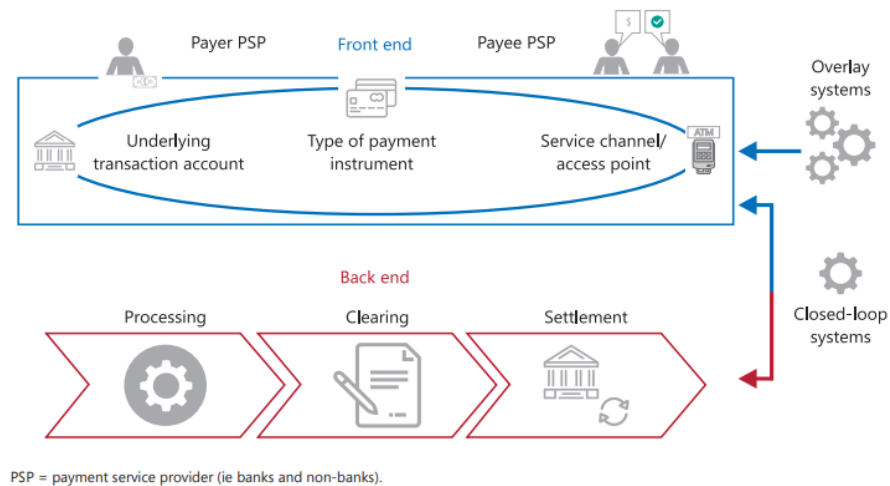 Payer PSP
Front end
Payee PSP
$
Overlay
systems
Underlying
transaction account
Type of payment
instrument
Service channel/
access point
ATM
Back end
Processing
Clearing
Settlement
Closed-loop
systems
PSP = payment service provider (ie banks and non-banks).